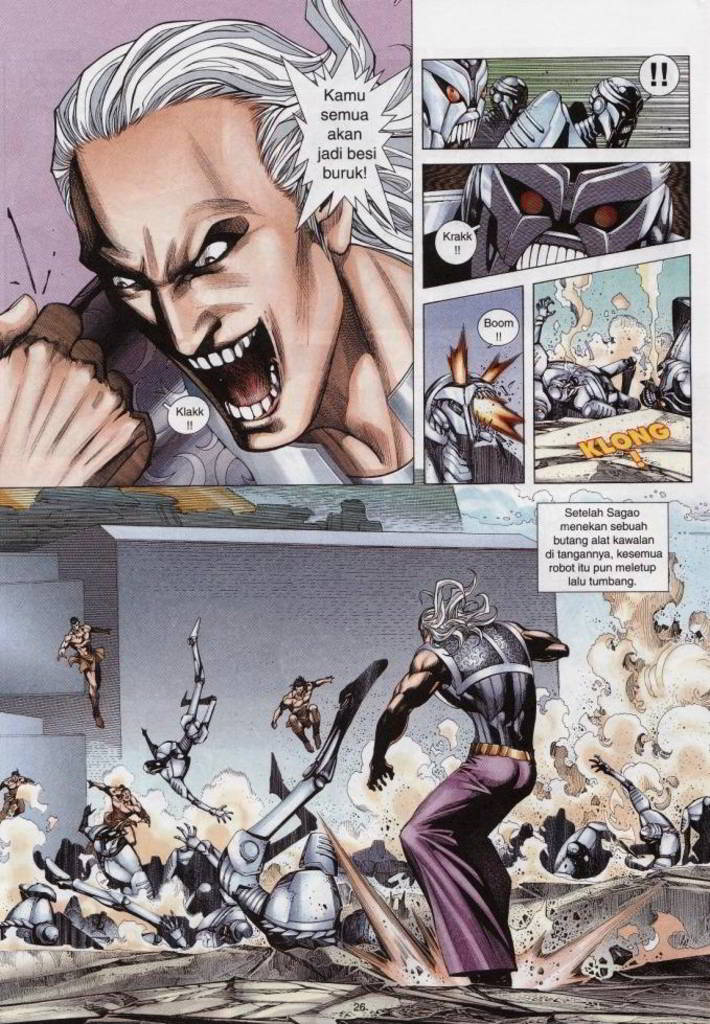 Kamu
semua
akan
jadi besi
buruk!
Klakk
!!
!!
Krakk
!!
Boom
!!
KLONG
!
Setelah Sagao
menekan sebuah
butang alat kawalan
di tangannya, kesemua
robot itu pun meletup
lalu tumbang.
26